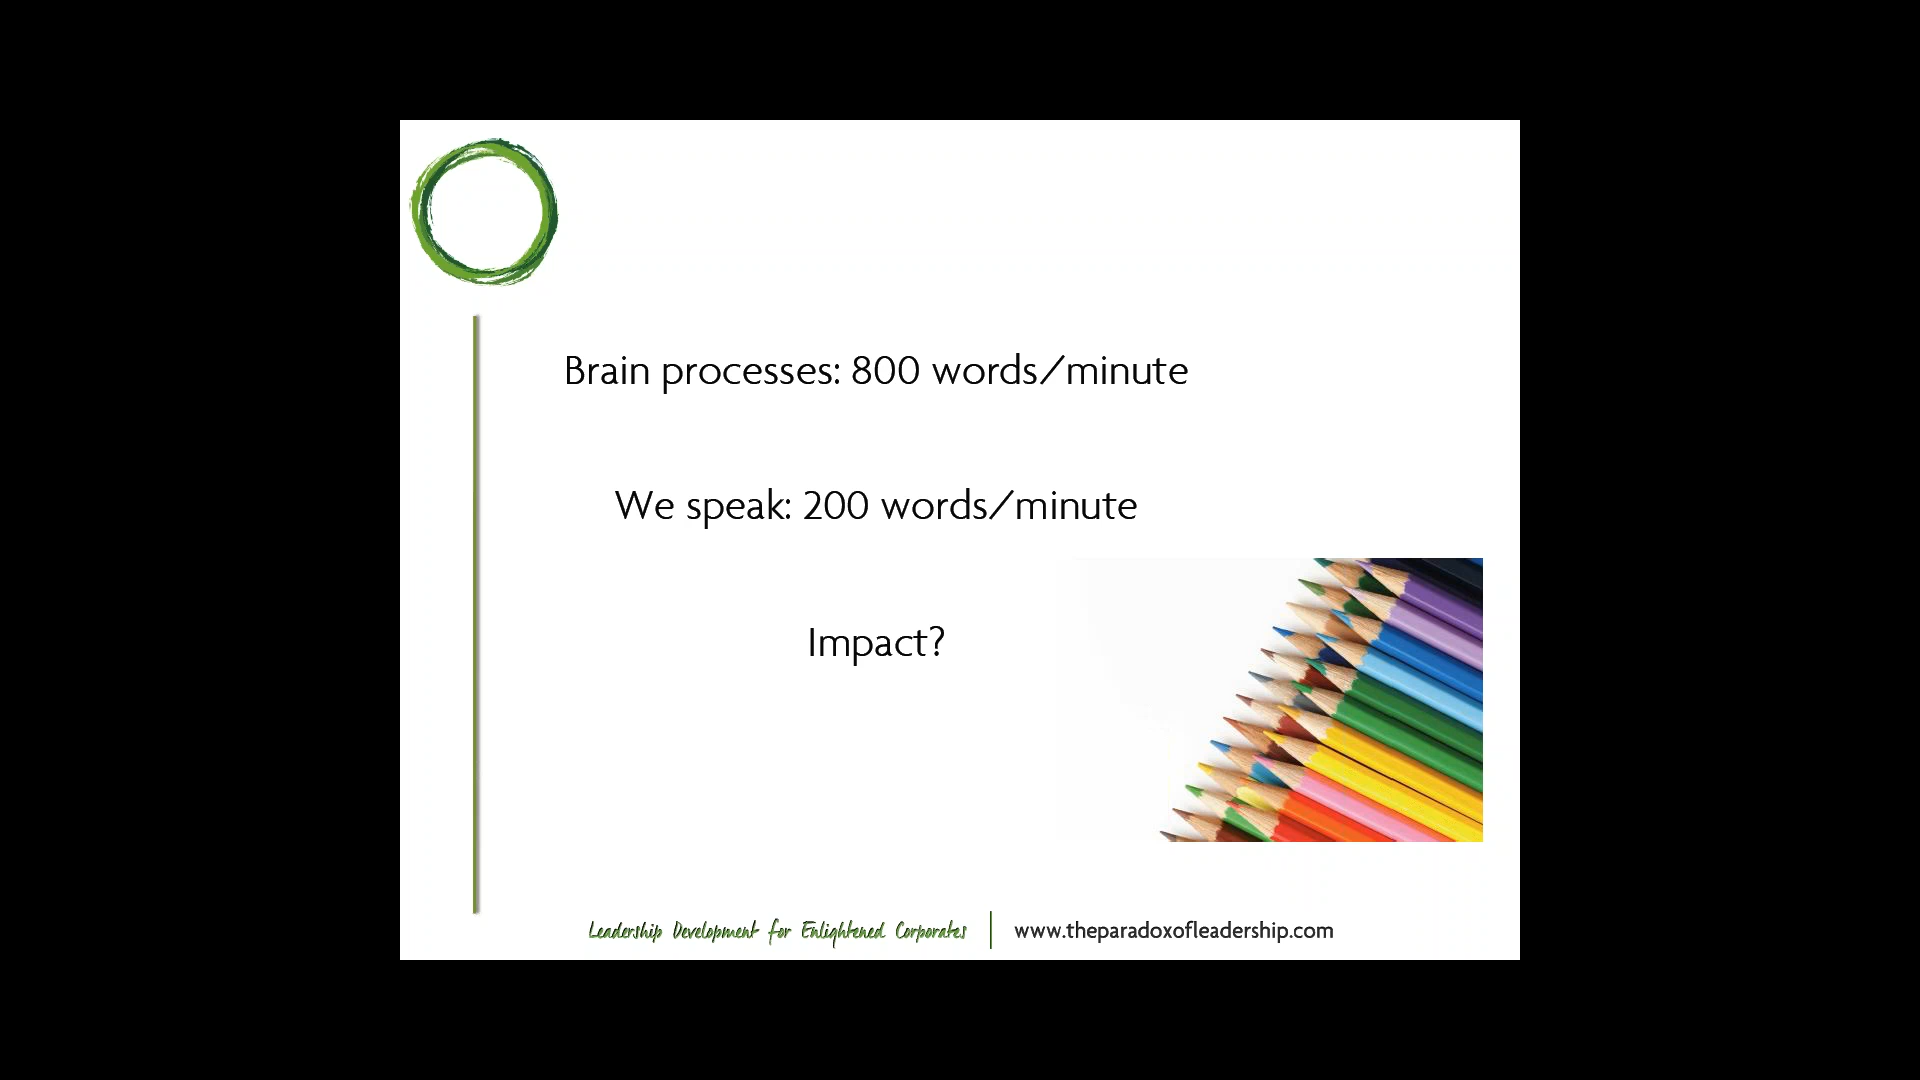 Brain processes: 800 words/minute
We speak: 200 words/minute
Impact?
Leadership Development for Enlightened Corporates
www.theparadoxofleadership.com